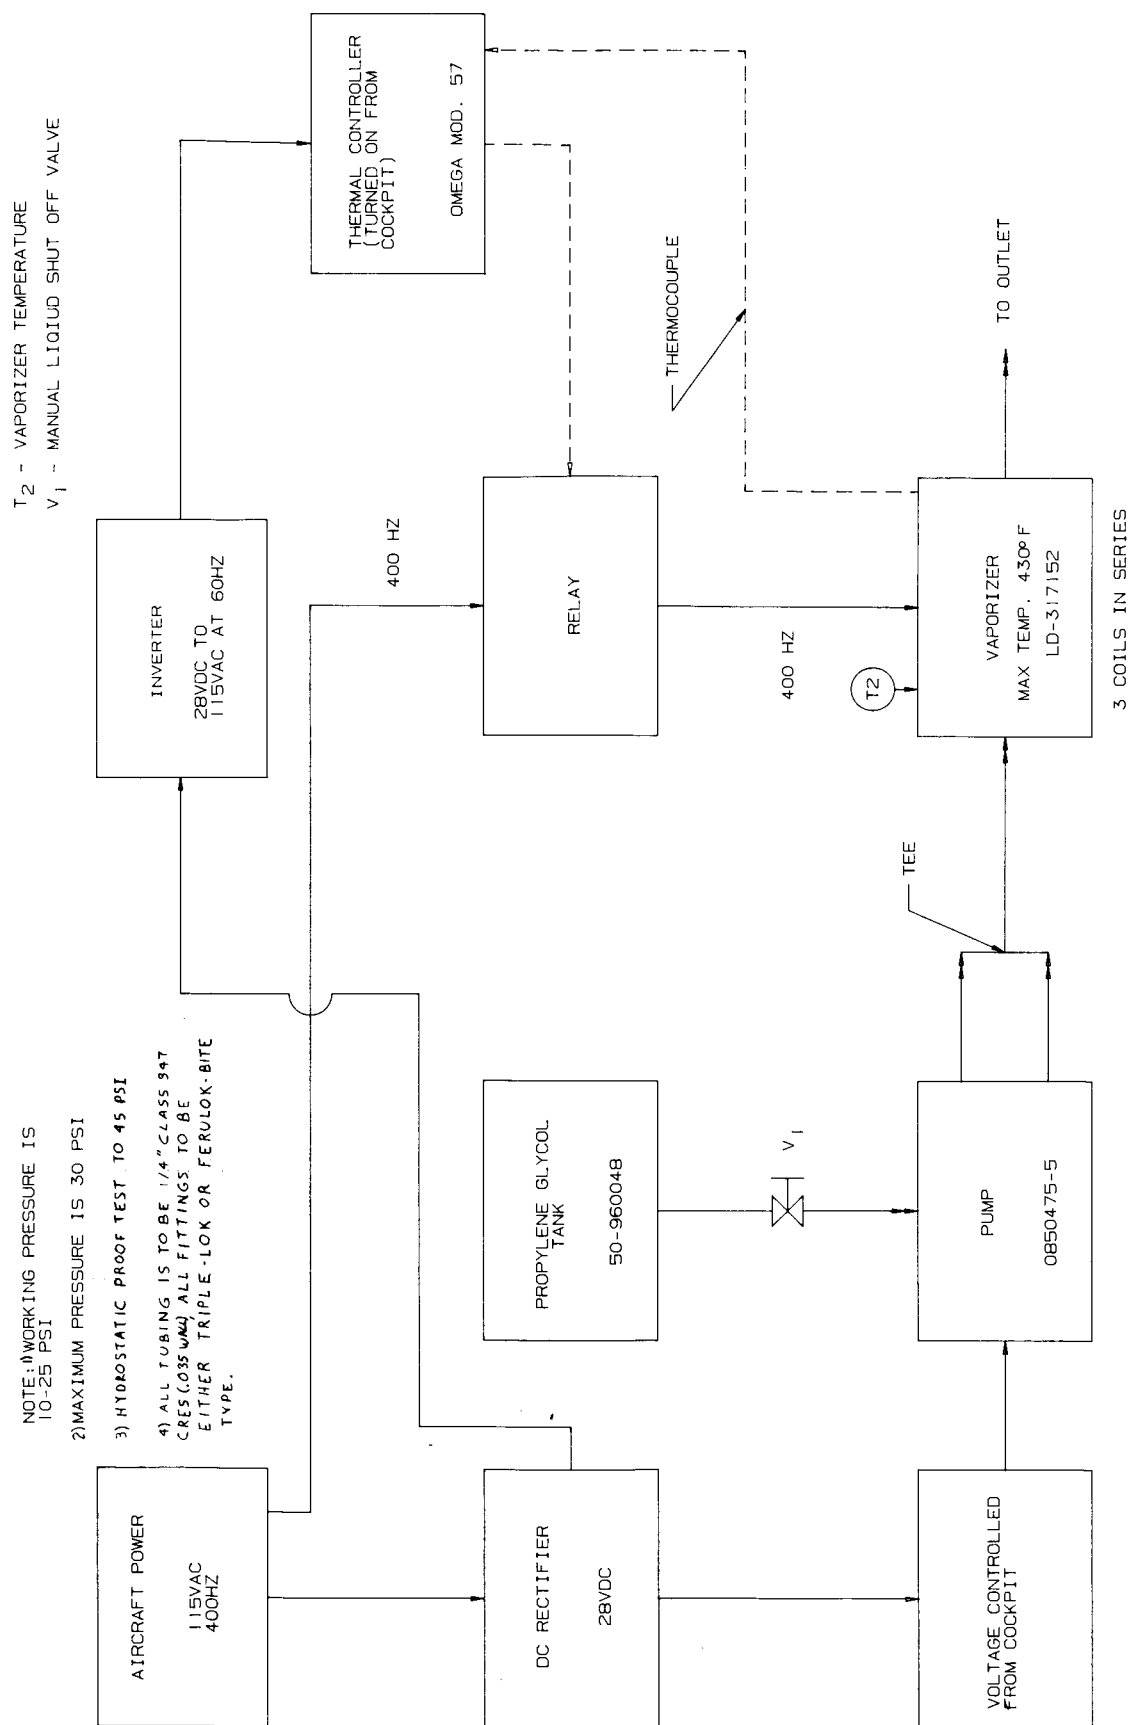 T2 - VAPORIZER TEMPERATURE
V1 - MANUAL LIQIUD SHUT OFF VALVE
NOTE: 1)WORKING PRESSURE IS
10-25 PSI
2)MAXIMUM PRESSURE IS 30 PSI
3) HYDROSTATIC PROOF TEST TO 45 PSI
4) ALL TUBING IS TO BE 1/4" CLASS 347
CRES (.035 WALL) ALL FITTINGS TO BE
EITHER TRIPLE-LOK OR FERULOK-BITE
TYPE.
AIRCRAFT POWER
115VAC
400HZ
INVERTER
28VDC TO
115VAC AT 60HZ
THERMAL CONTROLLER
(TURNED ON FROM
COCKPIT)
OMEGA MOD. 57
400 HZ
DC RECTIFIER
28VDC
PROPYLENE GLYCOL
TANK
50-960048
RELAY
THERMOCOUPLE
V1
400 HZ
T2
TEE
VOLTAGE CONTROLLED
FROM COCKPIT
PUMP
0850475-5
VAPORIZER
MAX TEMP. 430° F
LD-317152
TO OUTLET
3 COILS IN SERIES